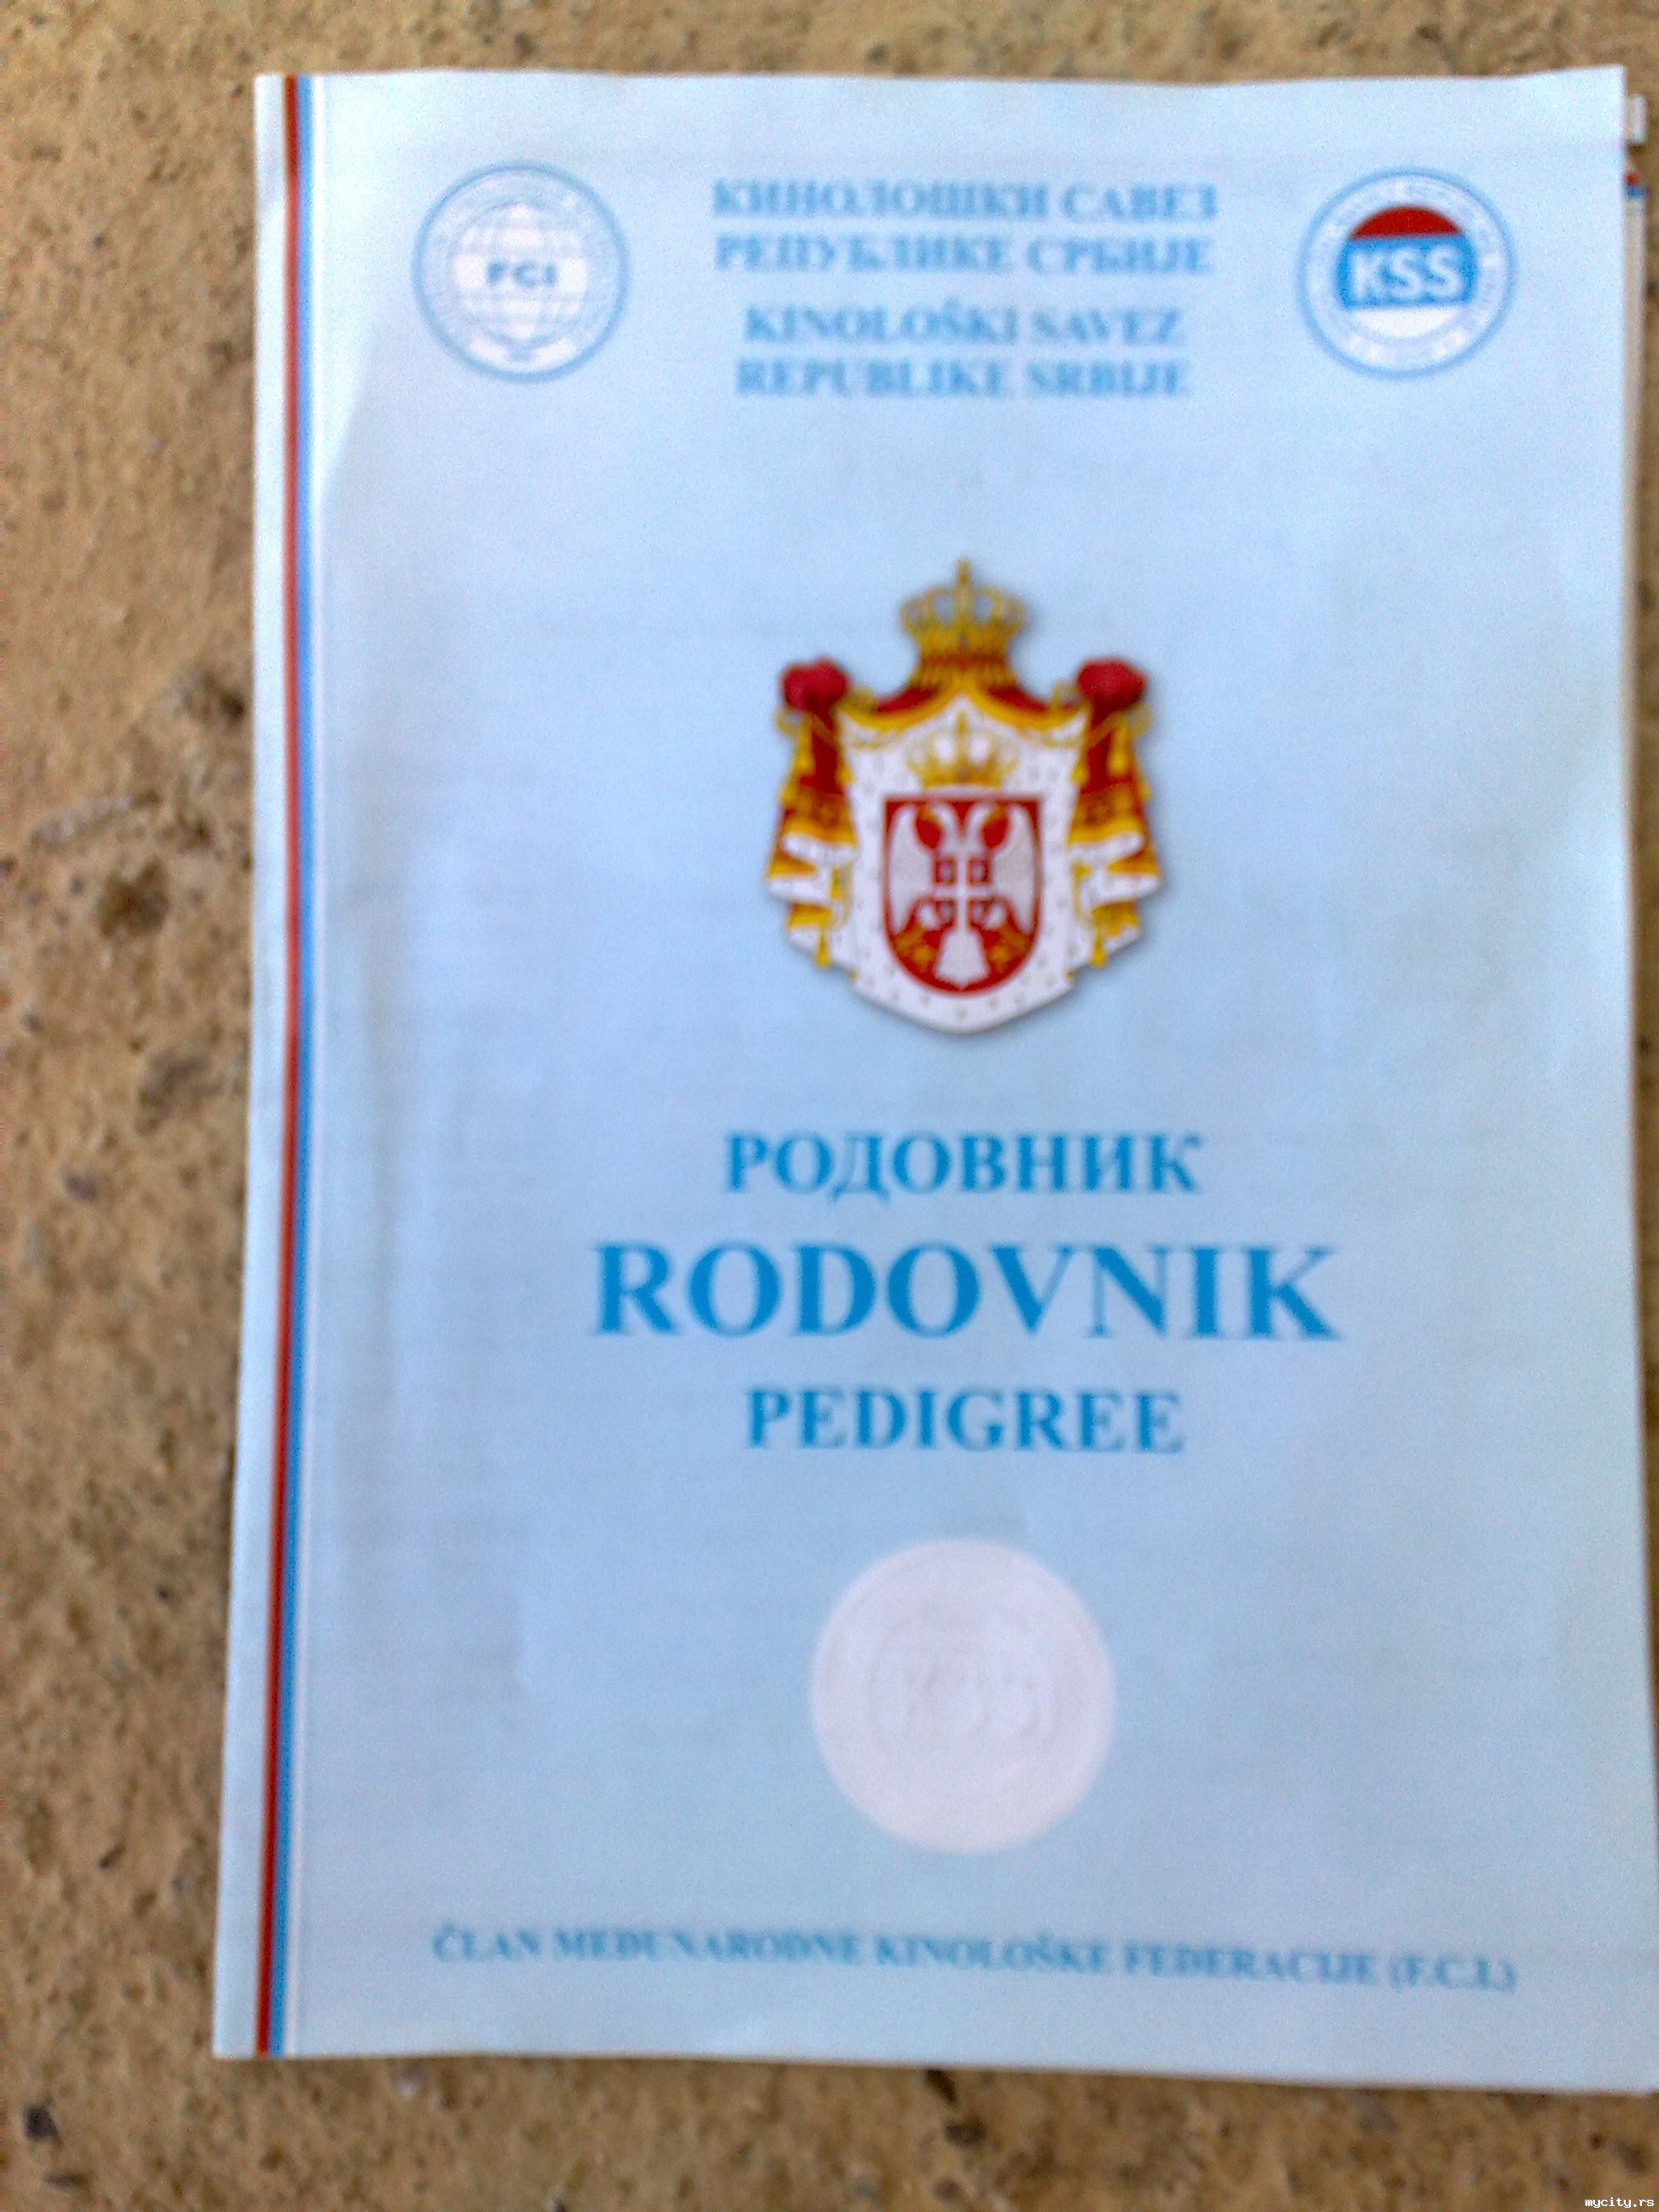 КИНОЛОШКИ САВЕЗ
РЕПУБЛИКЕ СРБИЈЕ
KINOLOŠKI SAVEZ
REPUBLIKE SRBIJE
FCI
KSS
РОДОВНИК
RODOVNIK
PEDIGREE
ČLAN MEĐUNARODNE KINOLOŠKE FEDERACIJE (F.C.I.)
mycity.rs